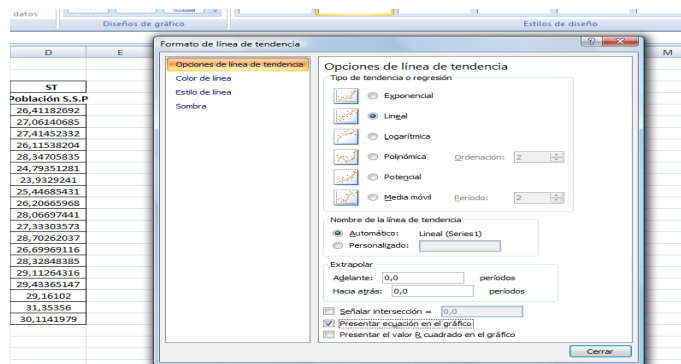 datos
Diseños de gráfico
Estilos de diseño
D
E
M
ST
Población S.S.P
26,41182692
27,06140685
27,41452332
26,11538204
28,34705835
24,79351281
23,9329241
25,44685431
26,20665968
28,06697441
27,33303573
28,70262037
26,69969116
28,32848385
29,11264316
29,43365147
29,16102
31,35356
30,1141979
Formato de línea de tendencia
Opciones de línea de tendencia
Color de línea
Estilo de línea
Sombra
Opciones de línea de tendencia
Tipo de tendencia o regresión
Exponencial
Lineal
Logarítmica
Polinómica Ordenación: 2
Potencial
Media móvil Período: 2
Nombre de la línea de tendencia
Automático: Lineal (Series1)
Personalizado:
Extrapolar
Adelante: 0,0 períodos
Hacia atrás: 0,0 períodos
Señalar intersección = 0,0
Presentar ecuación en el gráfico
Presentar el valor R cuadrado en el gráfico
Cerrar